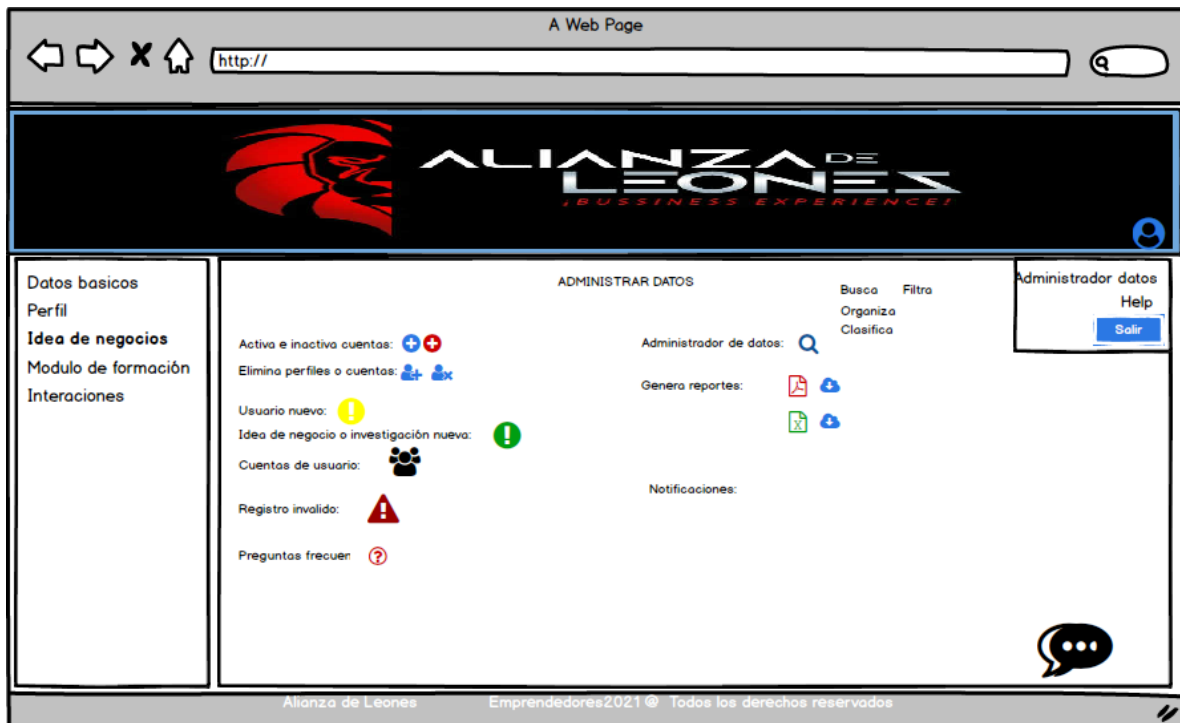 A Web Page
http://
ALIANZA DE
LEONES
¡BUSSINESS EXPERIENCE!
Datos basicos
Perfil
Idea de negocios
Modulo de formación
Interaciones
ADMINISTRAR DATOS
Activa e inactiva cuentas:
Elimina perfiles o cuentas:
Usuario nuevo:
Idea de negocio o investigación nueva:
Cuentas de usuario:
Registro invalido:
Preguntas frecuer
Busca Filtra
Organiza
Clasifica
Administrador de datos:
Genera reportes:
Notificaciones:
Administrador datos
Help
Salir
Alianza de Leones Emprendedores2021 @ Todos los derechos reservados